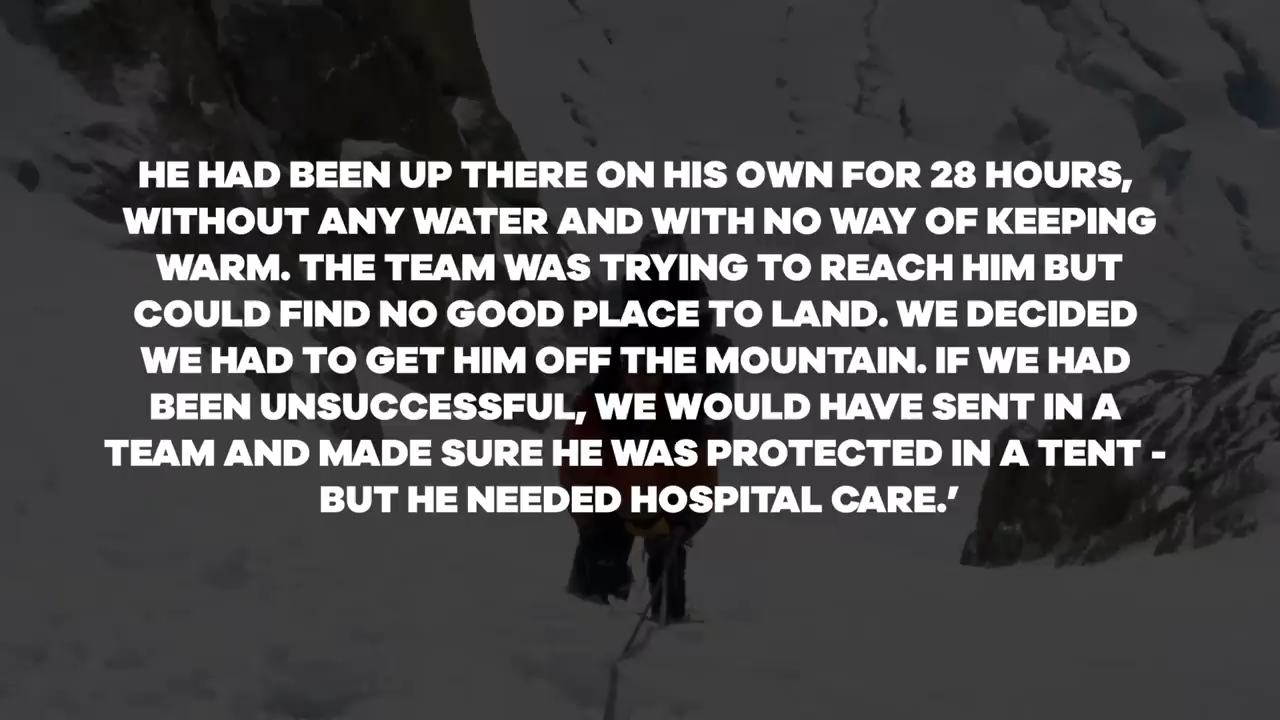 HE HAD BEEN UP THERE ON HIS OWN FOR 28 HOURS,
WITHOUT ANY WATER AND WITH NO WAY OF KEEPING
WARM. THE TEAM WAS TRYING TO REACH HIM BUT
COULD FIND NO GOOD PLACE TO LAND. WE DECIDED
WE HAD TO GET HIM OFF THE MOUNTAIN. IF WE HAD
BEEN UNSUCCESSFUL, WE WOULD HAVE SENT IN A
TEAM AND MADE SURE HE WAS PROTECTED IN A TENT -
BUT HE NEEDED HOSPITAL CARE.’